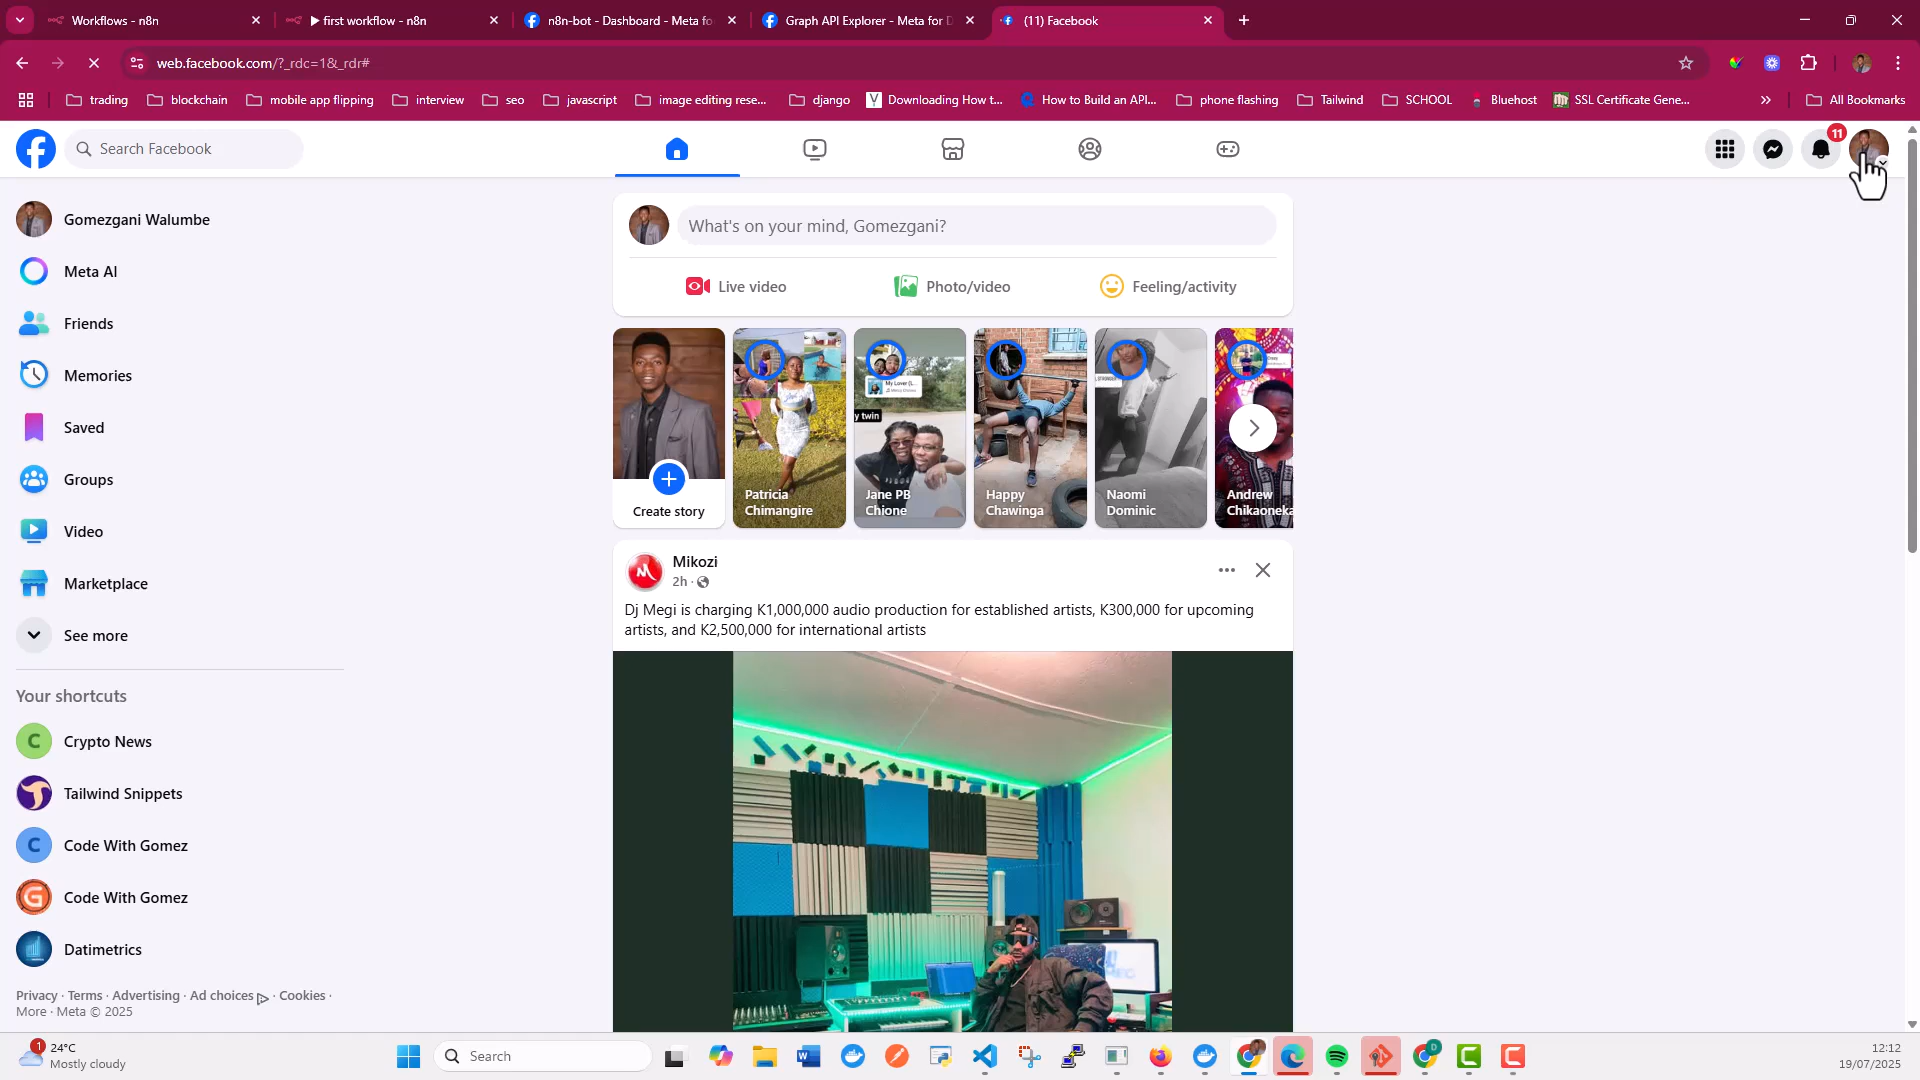 Workflows - n8n
first workflow - n8n
n8n-bot - Dashboard - Meta fo
Graph API Explorer - Meta for D
(11) Facebook
web.facebook.com/?_rdc=1&_rdr#
trading
blockchain
mobile app flipping
interview
seo
javascript
image editing rese...
django
Downloading How t...
How to Build an API...
phone flashing
Tailwind
SCHOOL
Bluehost
SSL Certificate Gene...
All Bookmarks
Search Facebook
11
Gomezgani Walumbe
Meta AI
Friends
Memories
Saved
Groups
Video
Marketplace
See more
Your shortcuts
C
Crypto News
Tailwind Snippets
C
Code With Gomez
Code With Gomez
Datimetrics
Privacy · Terms · Advertising · Ad choices · Cookies ·
More · Meta © 2025
What's on your mind, Gomezgani?
Live video
Photo/video
Feeling/activity
Create story
Patricia
Chimangire
My Lover (L...
y twin
Jane PB
Chione
Happy
Chawinga
Naomi
Dominic
Andrew
Chikaoneka
Mikozi
2h ·
Dj Megi is charging K1,000,000 audio production for established artists, K300,000 for upcoming
artists, and K2,500,000 for international artists
1
24°C
Mostly cloudy
Search
12:12
19/07/2025